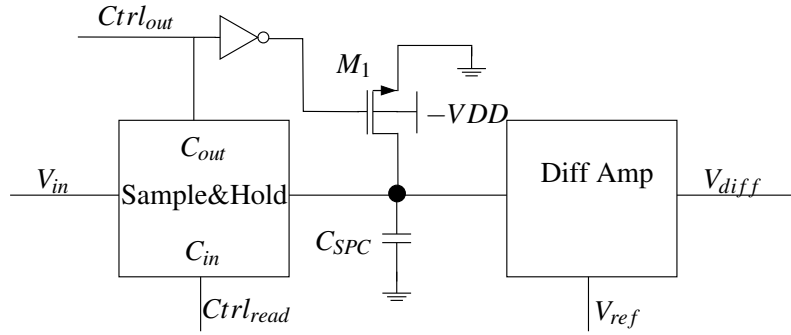 Ctrl_out
M_1
-VDD
C_out
V_in
Sample&Hold
Diff Amp
V_diff
C_in
C_SPC
Ctrl_read
V_ref